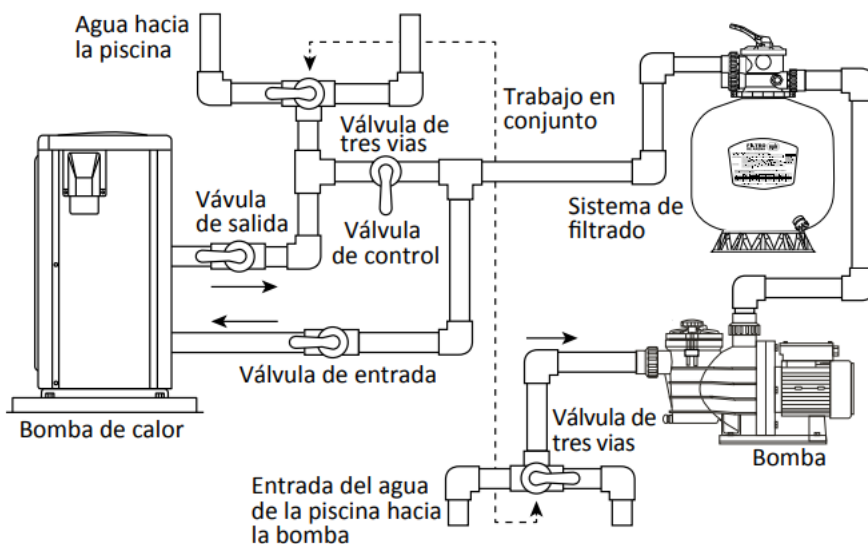 Agua hacia
la piscina
Trabajo en
conjunto
Válvula de
tres vias
Vávula
de salida
Válvula
de control
Sistema de
filtrado
Válvula de entrada
Bomba de calor
Válvula de
tres vias
Bomba
Entrada del agua
de la piscina hacia
la bomba